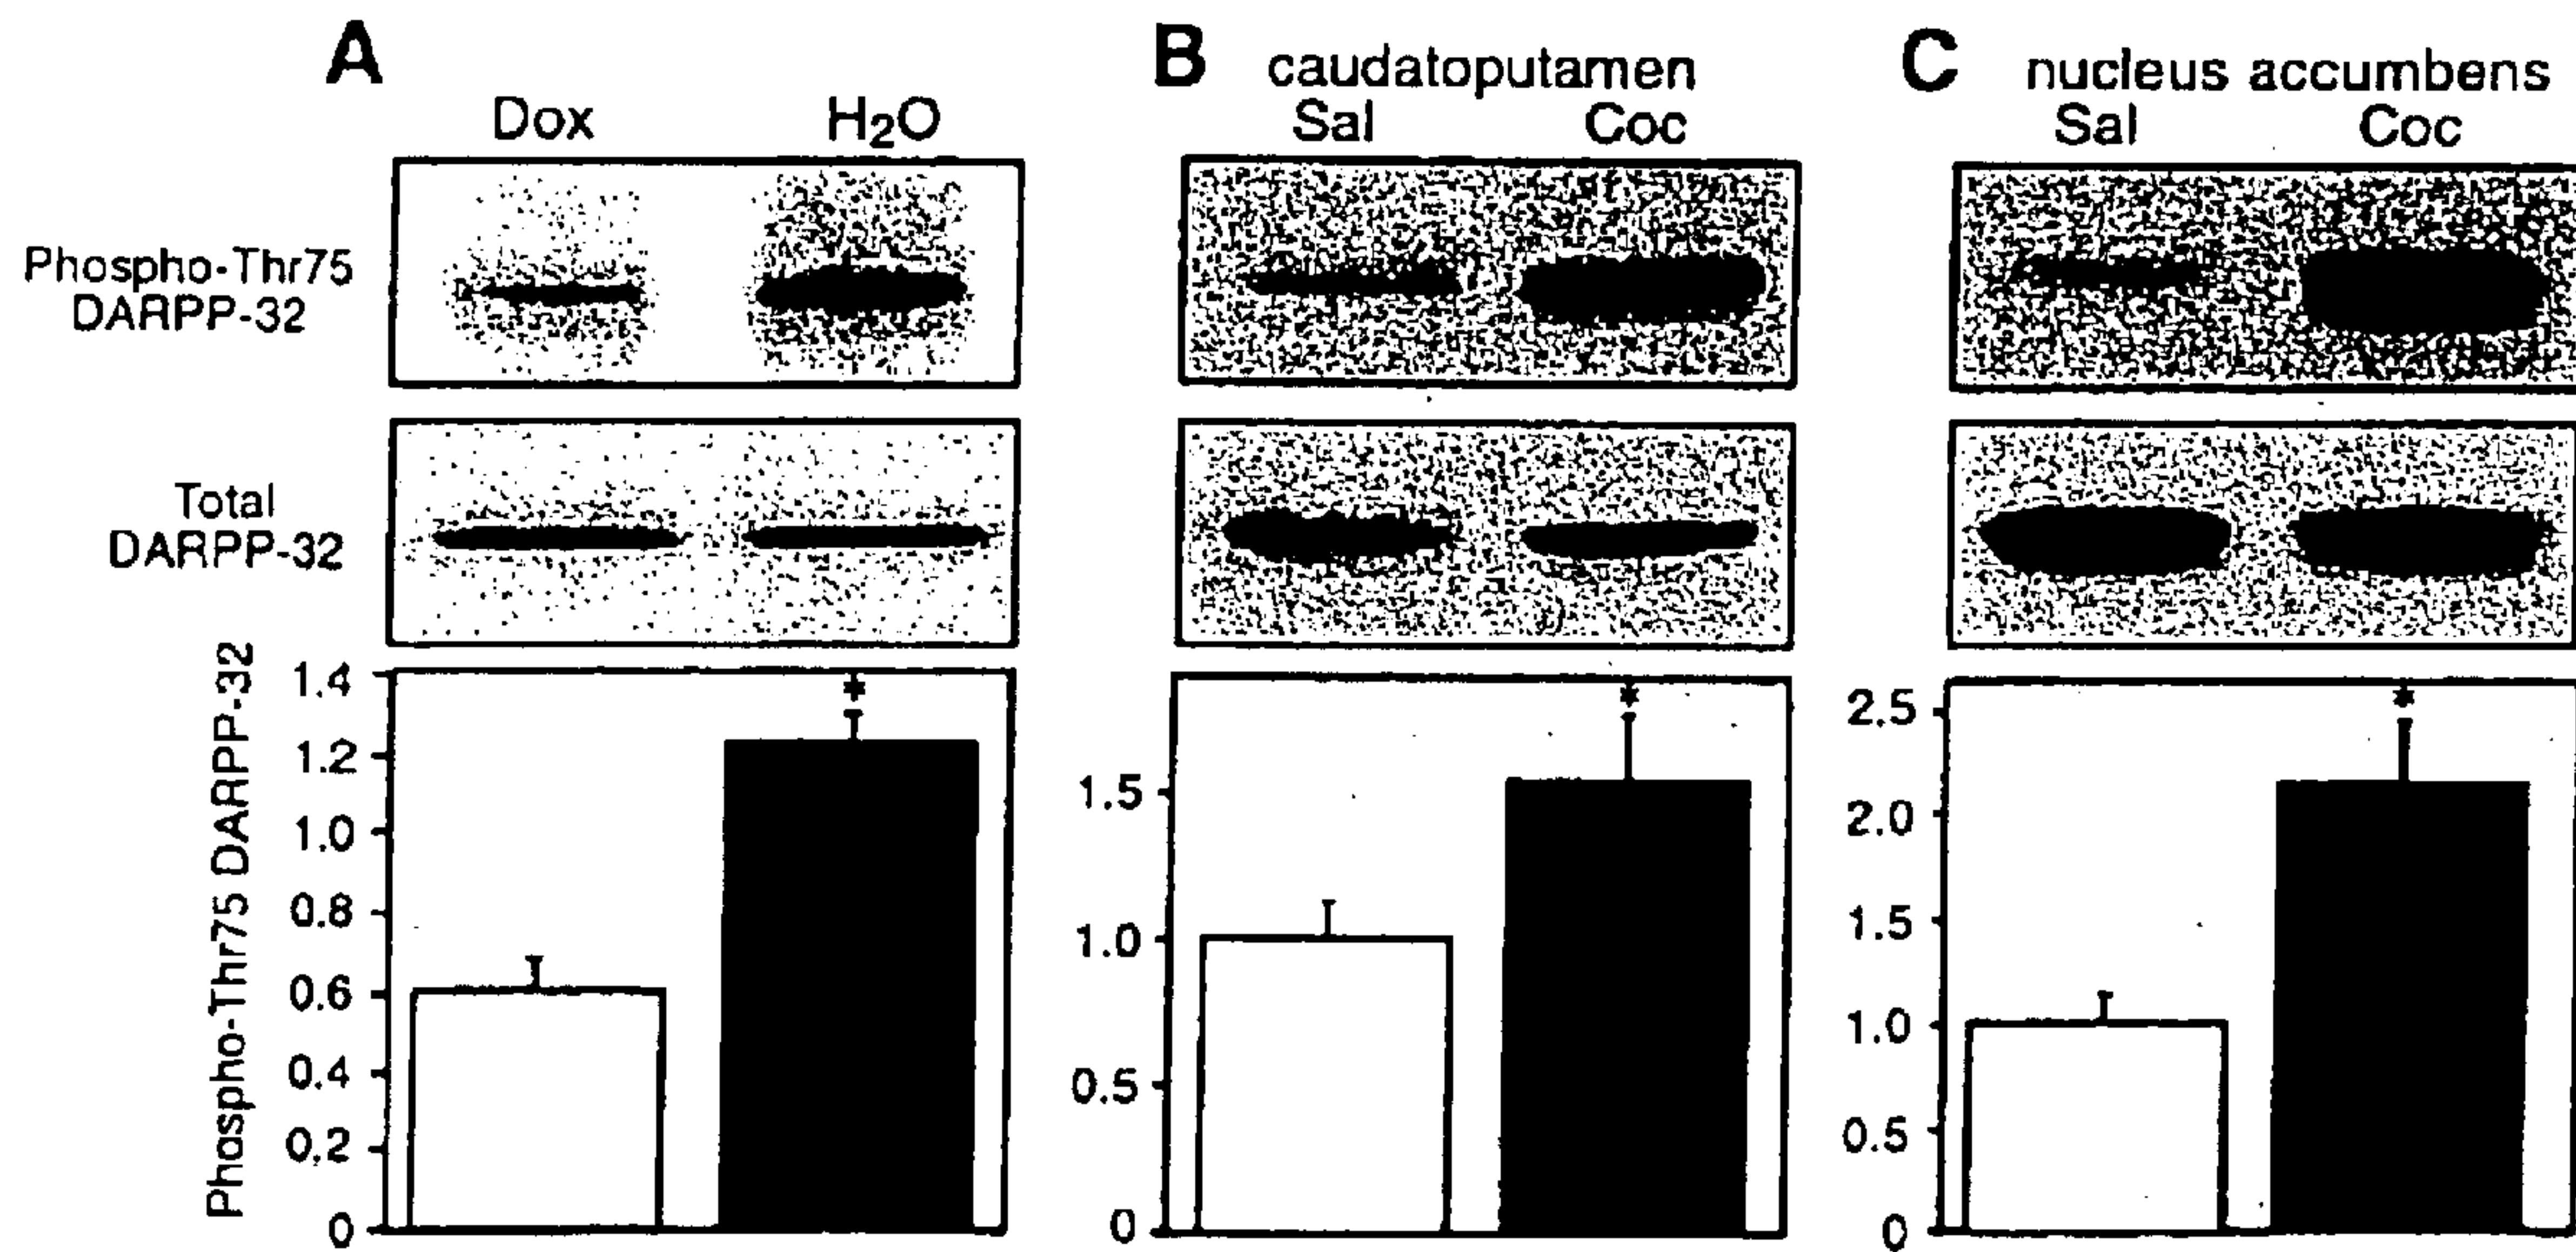 A
Dox H₂O
Phospho-Thr75
DARPP-32
Total
DARPP-32
Phospho-Thr75 DARPP-32
1.4
1.2
1.0
0.8
0.6
0.4
0.2
0
*
B caudatoputamen
Sal Coc
1.5
1.0
0.5
0
*
C nucleus accumbens
Sal Coc
2.5
2.0
1.5
1.0
0.5
0
*